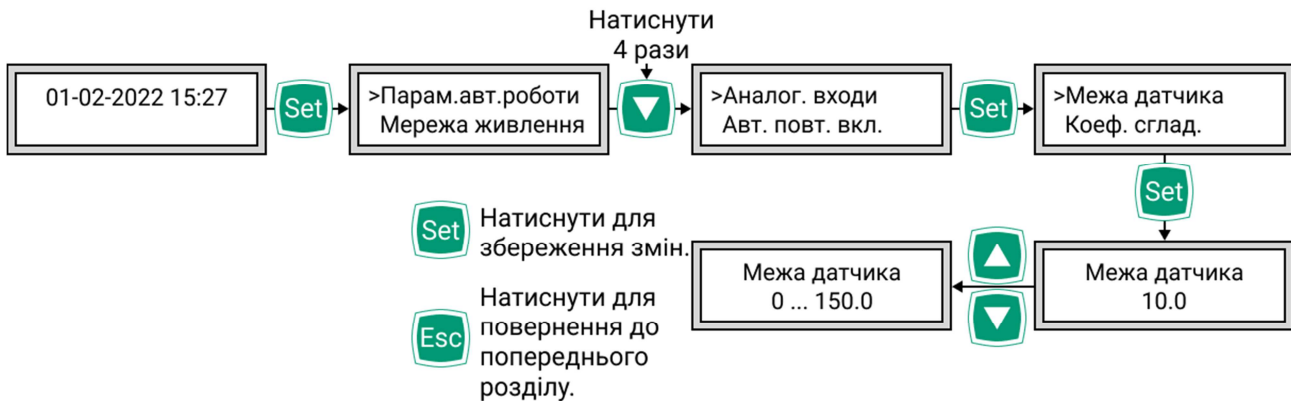 Натиснути
4 рази
01-02-2022 15:27
Set
>Парам.авт.роботи
Мережа живлення
>Аналог. входи
Авт. повт. вкл.
Set
>Межа датчика
Коеф. сглад.
Set
Set
Натиснути для
збереження змін.
Межа датчика
0 ... 150.0
Межа датчика
10.0
Esc
Натиснути для
повернення до
попереднього
розділу.